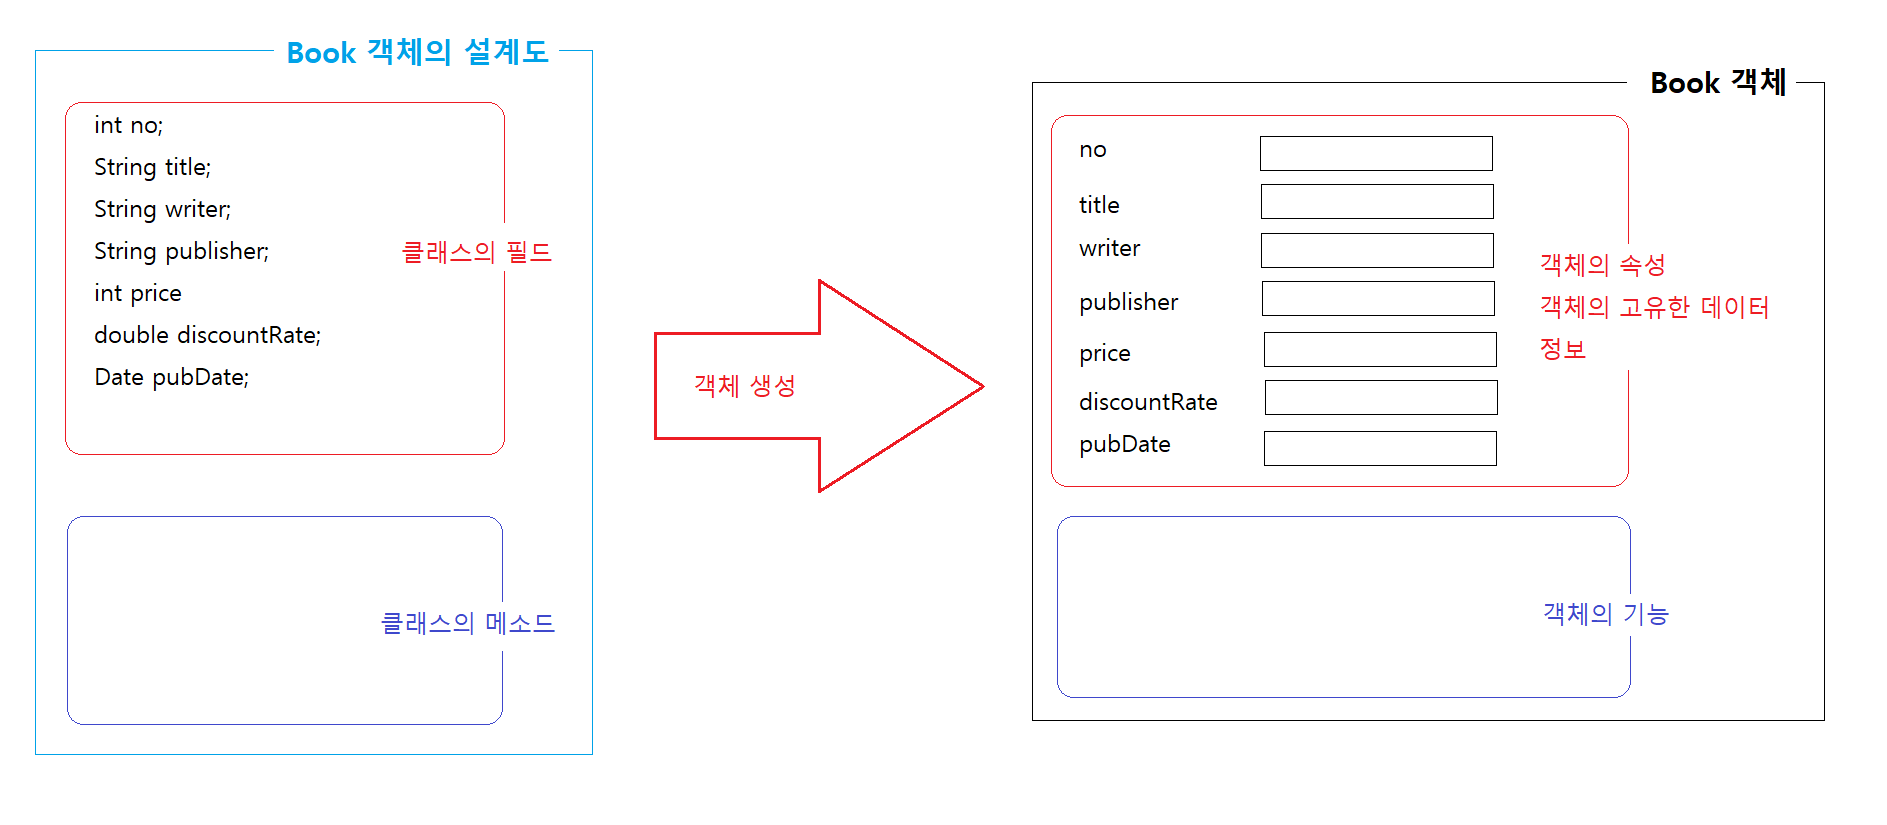 Book 객체의 설계도
int no;
String title;
String writer;
String publisher;
int price
double discountRate;
Date pubDate;
클래스의 필드
클래스의 메소드
객체 생성
Book 객체
no
title
writer
publisher
price
discountRate
pubDate
객체의 속성
객체의 고유한 데이터
정보
객체의 기능